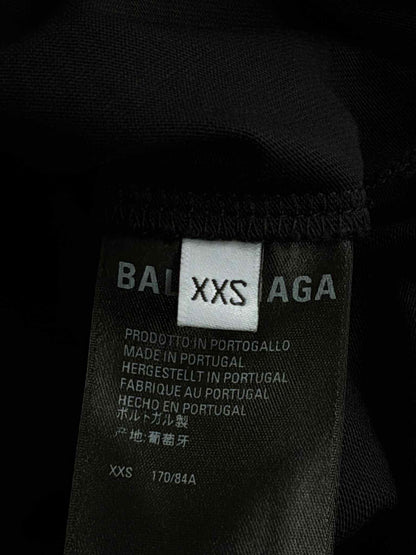 BAL XXS AGA
PRODOTTO IN PORTOGALLO
MADE IN PORTUGAL
HERGESTELLT IN PORTUGAL
FABRIQUE AU PORTUGAL
HECHO EN PORTUGAL
ポルトガル製
产地:葡萄牙
XXS 170/84A